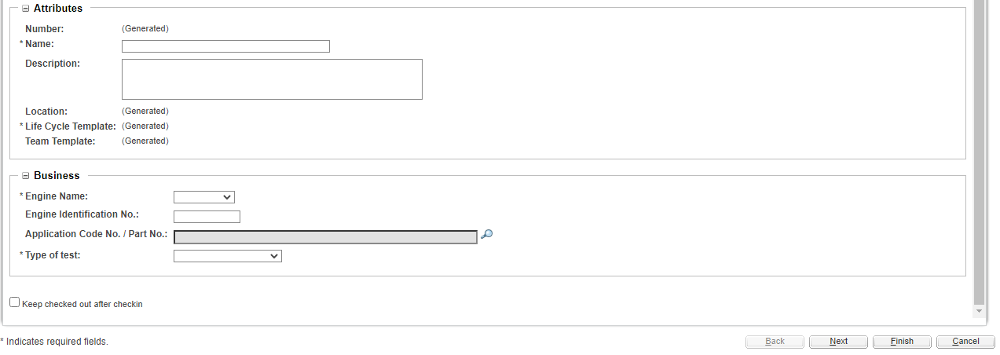 Attributes
Number: (Generated)
* Name:
Description:
Location: (Generated)
* Life Cycle Template: (Generated)
Team Template: (Generated)
Business
* Engine Name:
Engine Identification No.:
Application Code No. / Part No.:
* Type of test:
Keep checked out after checkin
* Indicates required fields.
Back Next Finish Cancel